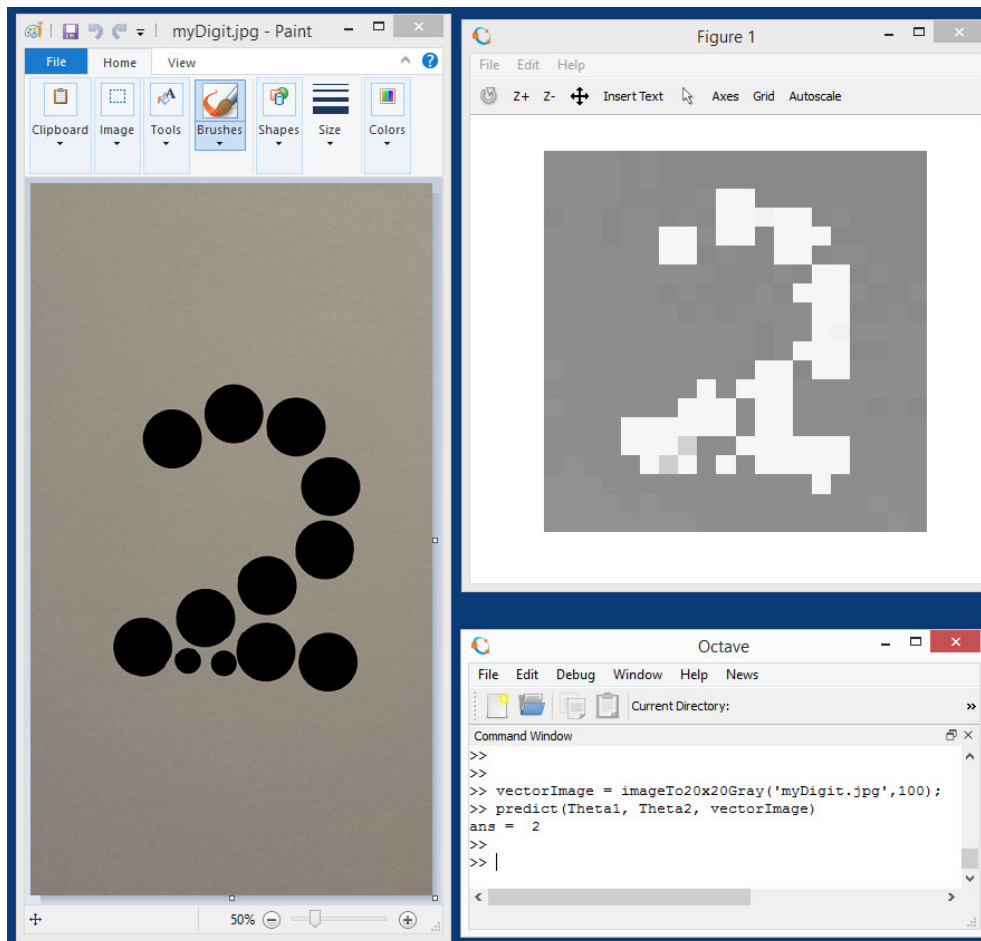 myDigit.jpg - Paint
File Home View
Clipboard Image Tools Brushes Shapes Size Colors
50%
Figure 1
File Edit Help
Z+ Z- Insert Text Axes Grid Autoscale
Octave
File Edit Debug Window Help News
Current Directory: »
Command Window
>>
>>
>> vectorImage = imageTo20x20Gray('myDigit.jpg',100);
>> predict(Theta1, Theta2, vectorImage)
ans = 2
>>
>>